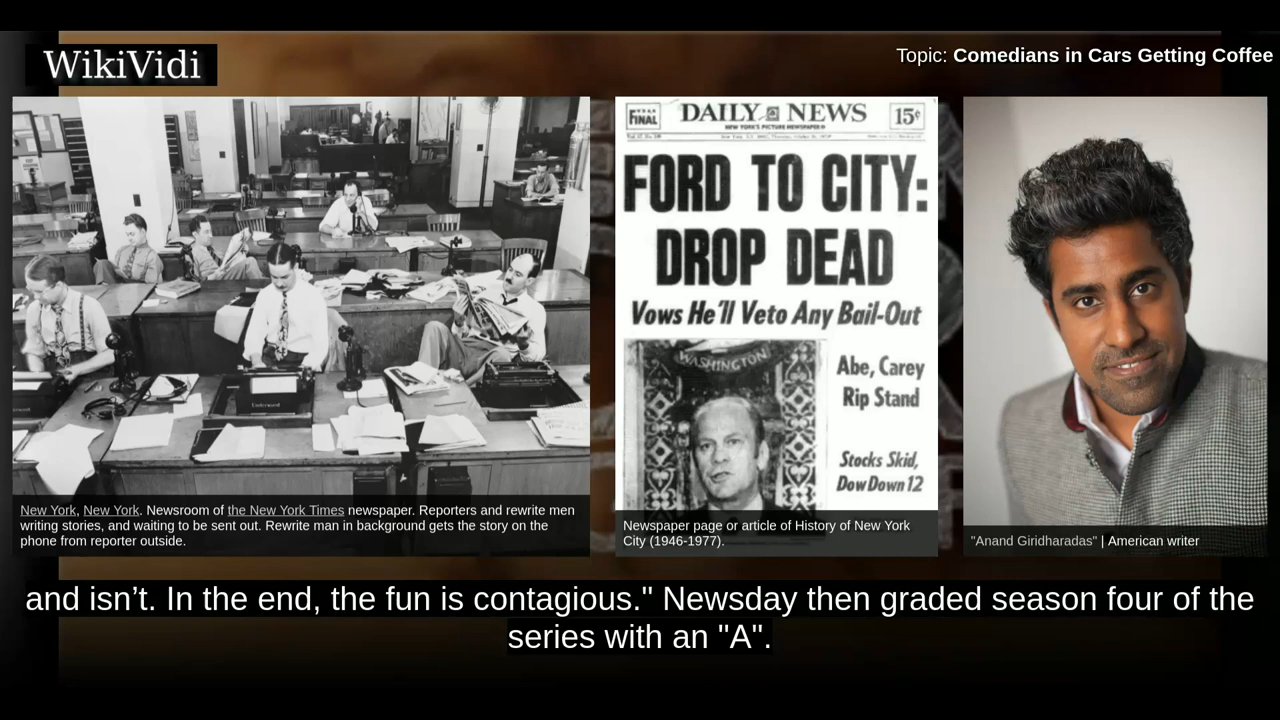 WikiVidi
Topic: Comedians in Cars Getting Coffee
FINAL
DAILY NEWS
15¢
NEW YORK'S PICTURE NEWSPAPER
FORD TO CITY:
DROP DEAD
Vows He'll Veto Any Bail-Out
WASHINGTON
Abe, Carey
Rip Stand
Stocks Skid,
Dow Down 12
Underwood
New York, New York. Newsroom of the New York Times newspaper. Reporters and rewrite men
writing stories, and waiting to be sent out. Rewrite man in background gets the story on the
phone from reporter outside.
Newspaper page or article of History of New York
City (1946-1977).
"Anand Giridharadas" | American writer
and isn’t. In the end, the fun is contagious." Newsday then graded season four of the
series with an "A".